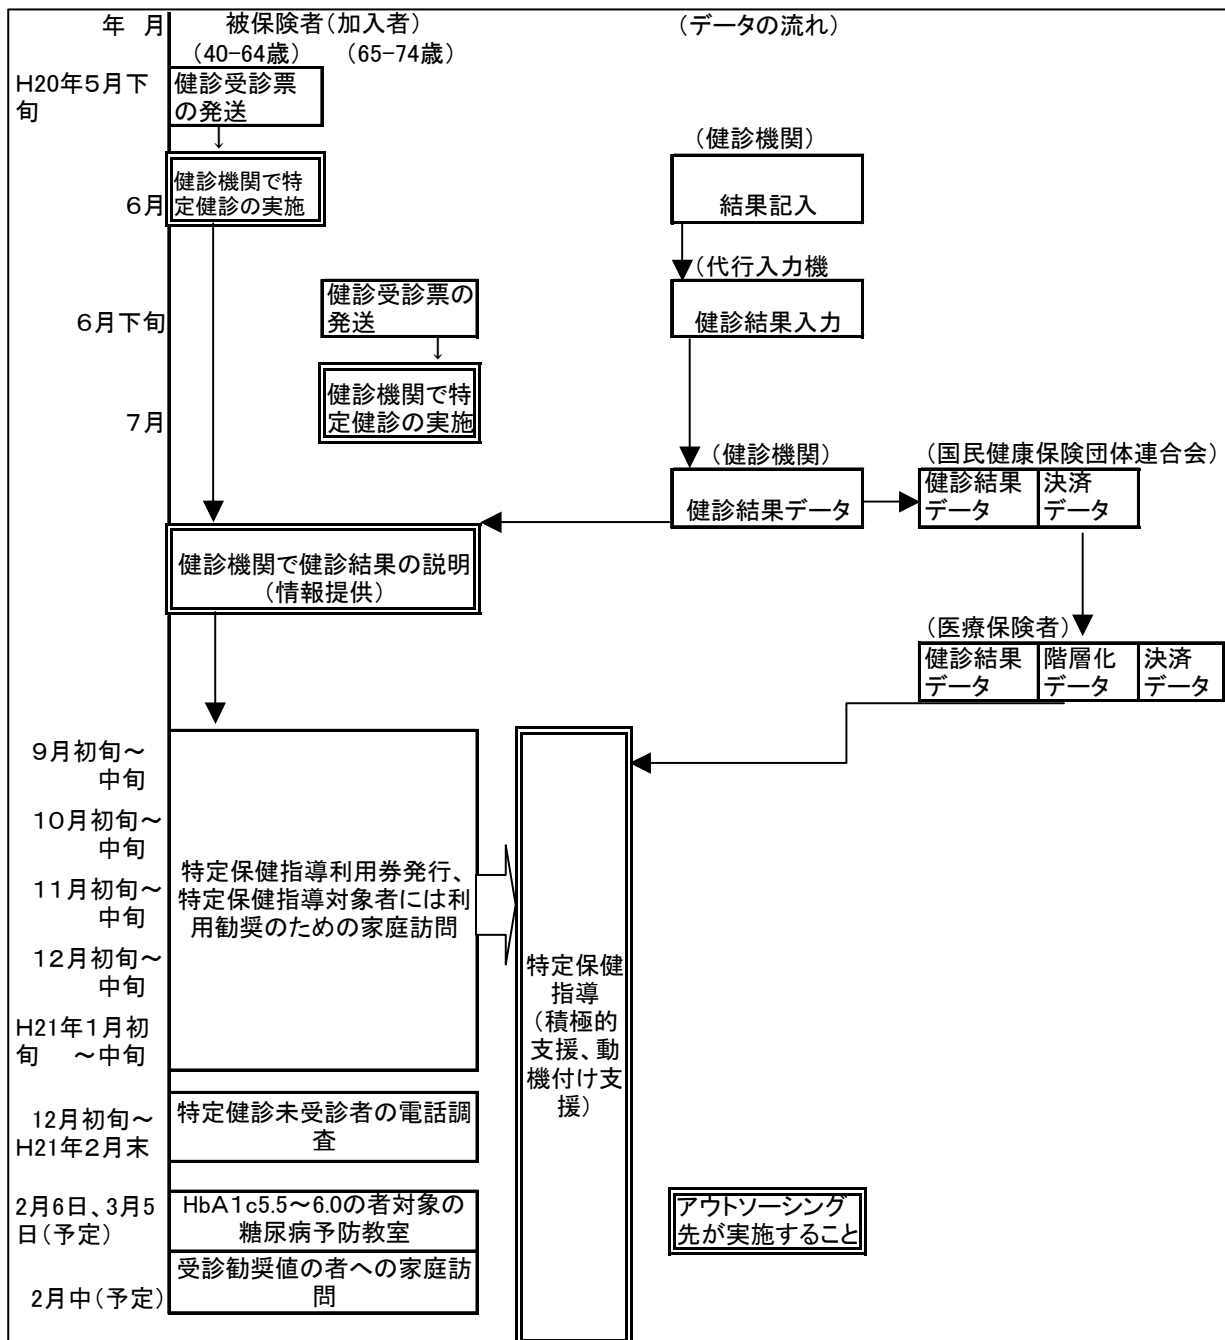 年 月
被保険者（加入者）
（データの流れ）
（40-64歳）
（65-74歳）
H20年５月下
旬
健診受診票
の発送
↓
（健診機関）
健診機関で特
定健診の実施
６月
結果記入
（代行入力機
健診受診票の
発送
６月下旬
健診結果入力
↓
健診機関で特
定健診の実施
７月
（健診機関）
（国民健康保険団体連合会）
健診結果データ
健診結果
データ
決済
データ
健診機関で健診結果の説明
（情報提供）
（医療保険者）
健診結果
データ
階層化
データ
決済
データ
９月初旬～
中旬
１０月初旬～
中旬
１１月初旬～
中旬
１２月初旬～
中旬
H21年１月初
旬　～中旬
特定保健指導利用券発行、
特定保健指導対象者には利
用勧奨のための家庭訪問
特定保健
指導
（積極的
支援、動
機付け支
援）
12月初旬～
H21年２月末
特定健診未受診者の電話調
査
2月6日、3月5
日（予定）
HbA１c5.5～6.0の者対象の
糖尿病予防教室
アウトソーシング
先が実施すること
２月中（予定）
受診勧奨値の者への家庭訪
問